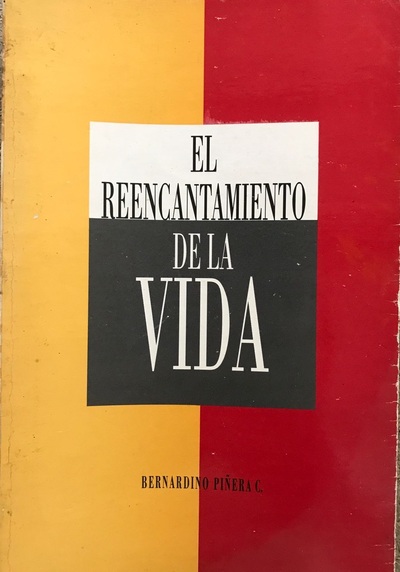 EL
REENCANTAMIENTO
DE LA
VIDA
BERNARDINO PIÑERA C.